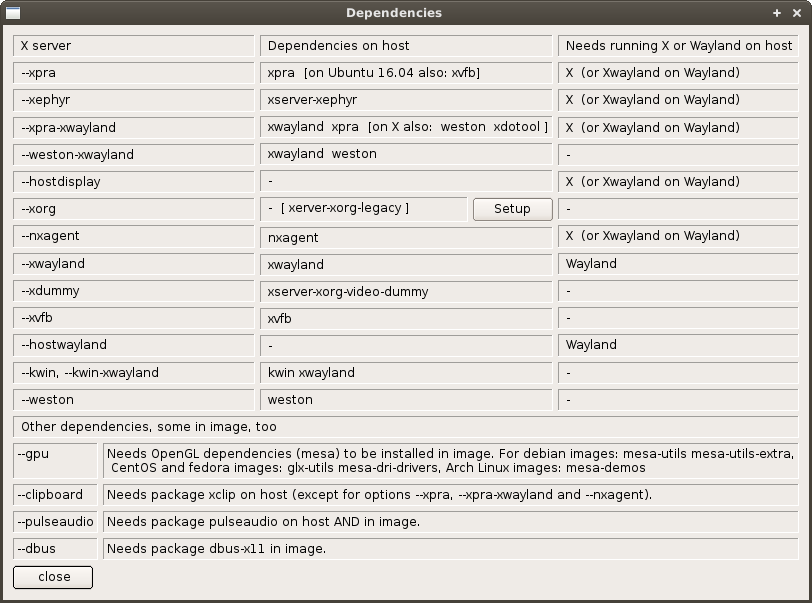 Dependencies
X server Dependencies on host Needs running X or Wayland on host
--xpra xpra [on Ubuntu 16.04 also: xvfb] X (or Xwayland on Wayland)
--xephyr xserver-xephyr X (or Xwayland on Wayland)
--xpra-xwayland xwayland xpra [on X also: weston xdotool ] X (or Xwayland on Wayland)
--weston-xwayland xwayland weston -
--hostdisplay - X (or Xwayland on Wayland)
--xorg - [ xerver-xorg-legacy ] Setup -
--nxagent nxagent X (or Xwayland on Wayland)
--xwayland xwayland Wayland
--xdummy xserver-xorg-video-dummy -
--xvfb xvfb -
--hostwayland - Wayland
--kwin, --kwin-xwayland kwin xwayland -
--weston weston -
Other dependencies, some in image, too
--gpu Needs OpenGL dependencies (mesa) to be installed in image. For debian images: mesa-utils mesa-utils-extra,
CentOS and fedora images: glx-utils mesa-dri-drivers, Arch Linux images: mesa-demos
--clipboard Needs package xclip on host (except for options --xpra, --xpra-xwayland and --nxagent).
--pulseaudio Needs package pulseaudio on host AND in image.
--dbus Needs package dbus-x11 in image.
close